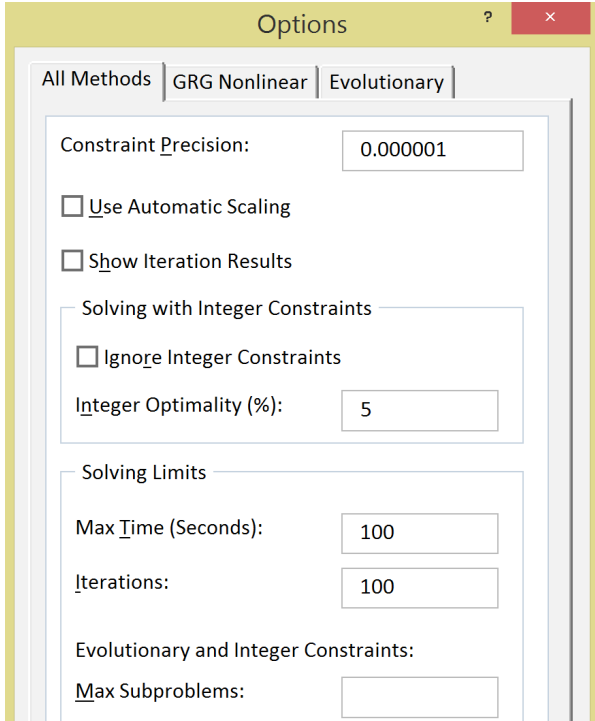 Options ? ×
All Methods GRG Nonlinear Evolutionary
Constraint Precision: 0.000001
Use Automatic Scaling
Show Iteration Results
Solving with Integer Constraints
Ignore Integer Constraints
Integer Optimality (%): 5
Solving Limits
Max Time (Seconds): 100
Iterations: 100
Evolutionary and Integer Constraints:
Max Subproblems: